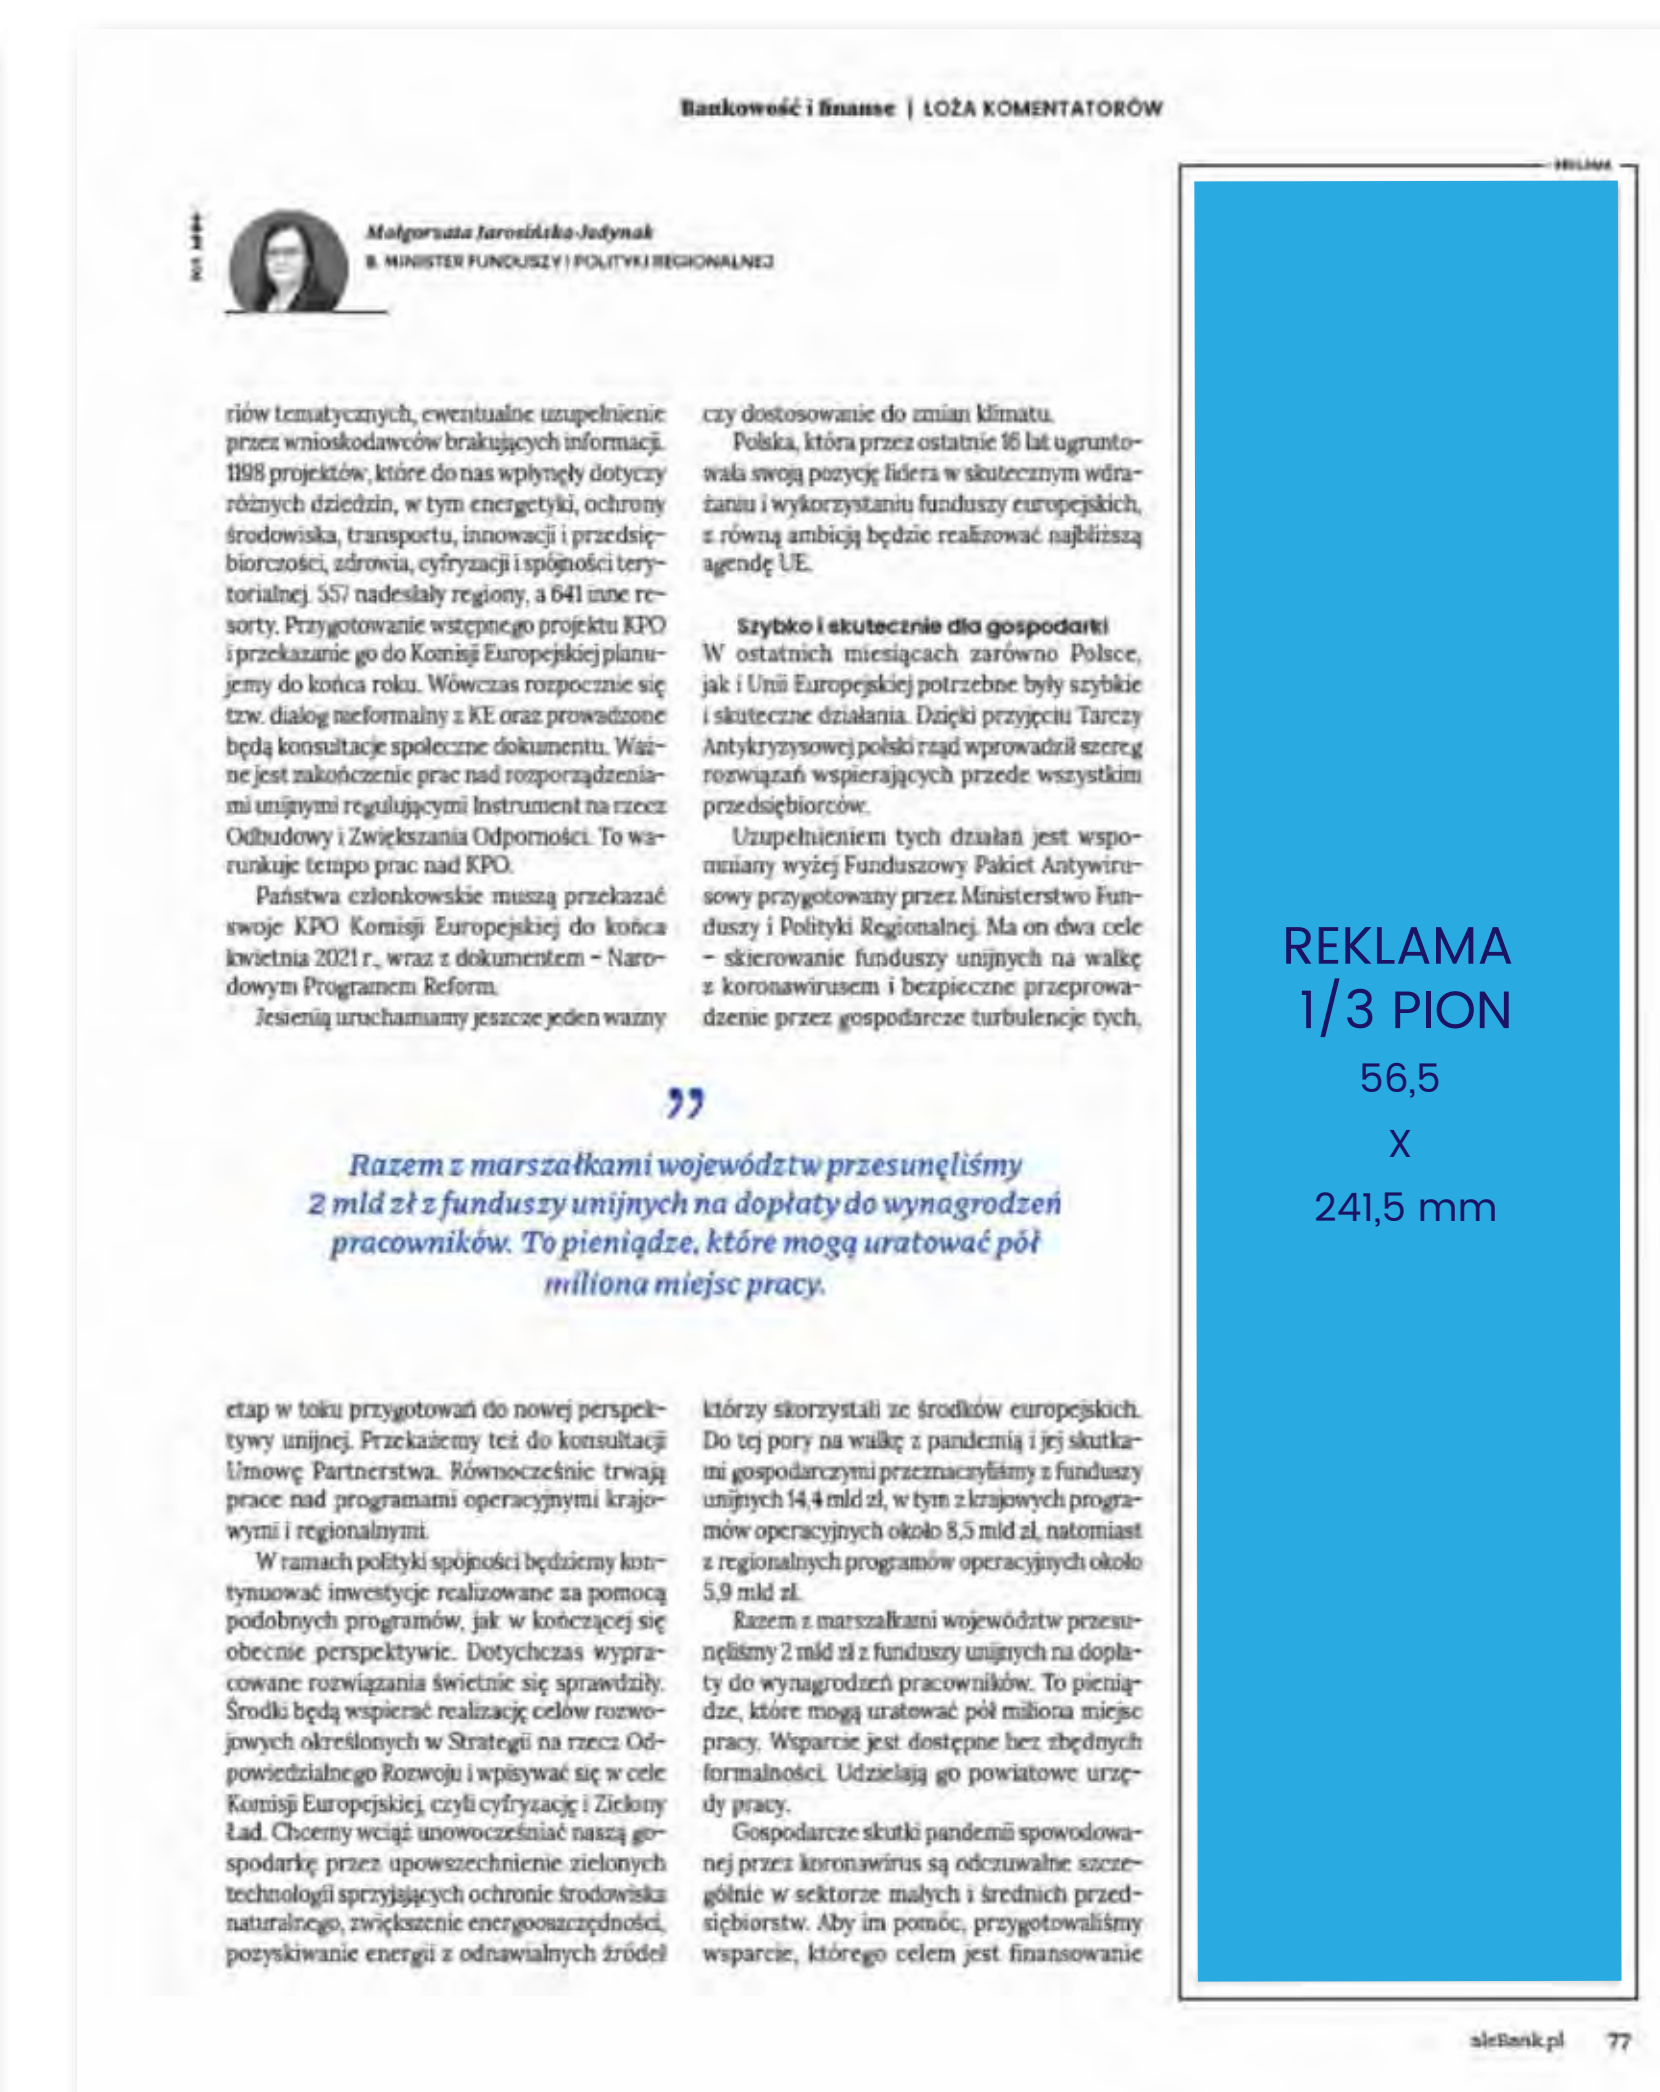 Bankowość i finanse | LOŻA KOMENTATORÓW
REKLAMA
Małgorzata Jarosińska-Jedynak
B. MINISTER FUNDUSZY I POLITYKI REGIONALNEJ
riów tematycznych, ewentualne uzupełnienie
przez wnioskodawców brakujących informacji.
1198 projektów, które do nas wpłynęły dotyczy
różnych dziedzin, w tym energetyki, ochrony
środowiska, transportu, innowacji i przedsię-
biorczości, zdrowia, cyfryzacji i spójności tery-
torialnej. 557 nadesłały regiony, a 641 inne re-
sorty. Przygotowanie wstępnego projektu KPO
i przekazanie go do Komisji Europejskiej planu-
jemy do końca roku. Wówczas rozpocznie się
tzw. dialog nieformalny z KE oraz prowadzone
będą konsultacje społeczne dokumentu. Waż-
ne jest zakończenie prac nad rozporządzenia-
mi unijnymi regulującymi Instrument na rzecz
Odbudowy i Zwiększania Odporności. To wa-
runkuje tempo prac nad KPO.
Państwa członkowskie muszą przekazać
swoje KPO Komisji Europejskiej do końca
kwietnia 2021 r., wraz z dokumentem – Naro-
dowym Programem Reform.
Jesienią uruchamiamy jeszcze jeden ważny
czy dostosowanie do zmian klimatu.
Polska, która przez ostatnie 16 lat ugrunto-
wała swoją pozycję lidera w skutecznym wdra-
żaniu i wykorzystaniu funduszy europejskich,
z równą ambicją będzie realizować najbliższą
agendę UE.
Szybko i skutecznie dla gospodarki
W ostatnich miesiącach zarówno Polsce,
jak i Unii Europejskiej potrzebne były szybkie
i skuteczne działania. Dzięki przyjęciu Tarczy
Antykryzysowej polski rząd wprowadził szereg
rozwiązań wspierających przede wszystkim
przedsiębiorców.
Uzupełnieniem tych działań jest wspo-
mniany wyżej Funduszowy Pakiet Antywiru-
sowy przygotowany przez Ministerstwo Fun-
duszy i Polityki Regionalnej. Ma on dwa cele
– skierowanie funduszy unijnych na walkę
z koronawirusem i bezpieczne przeprowa-
dzenie przez gospodarcze turbulencje tych,
”
Razem z marszałkami województw przesunęliśmy
2 mld zł z funduszy unijnych na dopłaty do wynagrodzeń
pracowników. To pieniądze, które mogą uratować pół
miliona miejsc pracy.
etap w toku przygotowań do nowej perspek-
tywy unijnej. Przekażemy też do konsultacji
Umowę Partnerstwa. Równocześnie trwają
prace nad programami operacyjnymi krajo-
wymi i regionalnymi.
W ramach polityki spójności będziemy kon-
tynuować inwestycje realizowane za pomocą
podobnych programów, jak w kończącej się
obecnie perspektywie. Dotychczas wypra-
cowane rozwiązania świetnie się sprawdziły.
Środki będą wspierać realizację celów rozwo-
jowych określonych w Strategii na rzecz Od-
powiedzialnego Rozwoju i wpisywać się w cele
Komisji Europejskiej, czyli cyfryzację i Zielony
Ład. Chcemy wciąż unowocześniać naszą go-
spodarkę przez upowszechnienie zielonych
technologii sprzyjających ochronie środowiska
naturalnego, zwiększenie energooszczędności,
pozyskiwanie energii z odnawialnych źródeł
którzy skorzystali ze środków europejskich.
Do tej pory na walkę z pandemią i jej skutka-
mi gospodarczymi przeznaczyliśmy z funduszy
unijnych 14,4 mld zł, w tym z krajowych progra-
mów operacyjnych około 8,5 mld zł, natomiast
z regionalnych programów operacyjnych około
5,9 mld zł.
Razem z marszałkami województw przesu-
nęliśmy 2 mld zł z funduszy unijnych na dopła-
ty do wynagrodzeń pracowników. To pienią-
dze, które mogą uratować pół miliona miejsc
pracy. Wsparcie jest dostępne bez zbędnych
formalności. Udzielają go powiatowe urzę-
dy pracy.
Gospodarcze skutki pandemii spowodowa-
nej przez koronawirus są odczuwalne szcze-
gólnie w sektorze małych i średnich przed-
siębiorstw. Aby im pomóc, przygotowaliśmy
wsparcie, którego celem jest finansowanie
REKLAMA
1/3 PION
56,5
X
241,5 mm
aleBank.pl 77